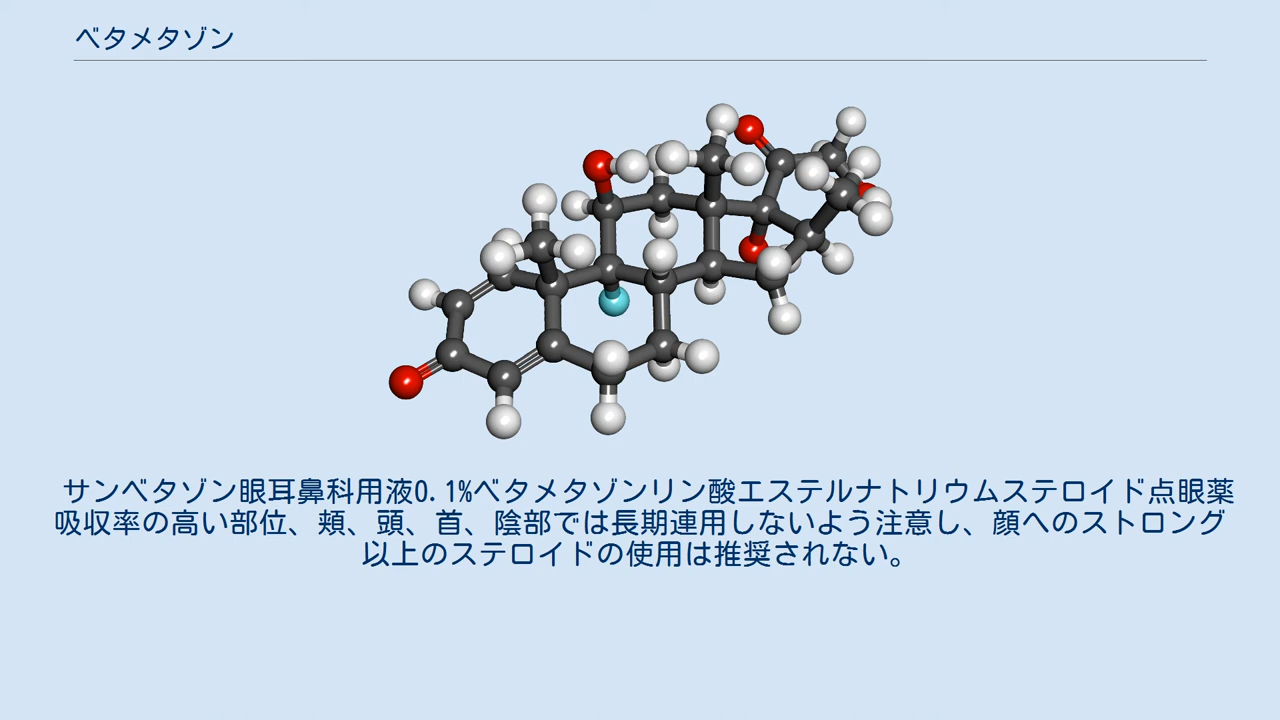 ベタメタゾン
サンベタゾン眼耳鼻科用液0.1%ベタメタゾンリン酸エステルナトリウムステロイド点眼薬
吸収率の高い部位、頬、頭、首、陰部では長期連用しないよう注意し、顔へのストロング
以上のステロイドの使用は推奨されない。